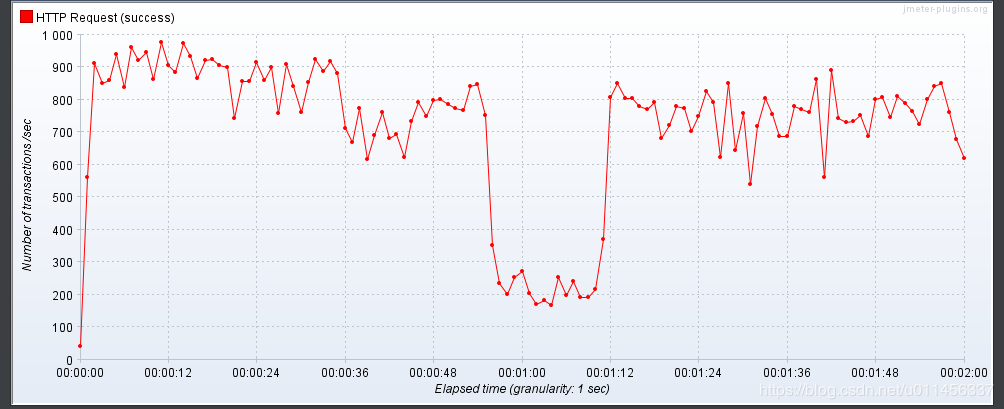 jmeter-plugins.org
HTTP Request (success)
1 000
900
800
700
600
500
400
300
200
100
0
Number of transactions/sec
00:00:00 00:00:12 00:00:24 00:00:36 00:00:48 00:01:00 00:01:12 00:01:24 00:01:36 00:01:48 00:02:00
Elapsed time (granularity: 1 sec)
https://blog.csdn.net/u011456337